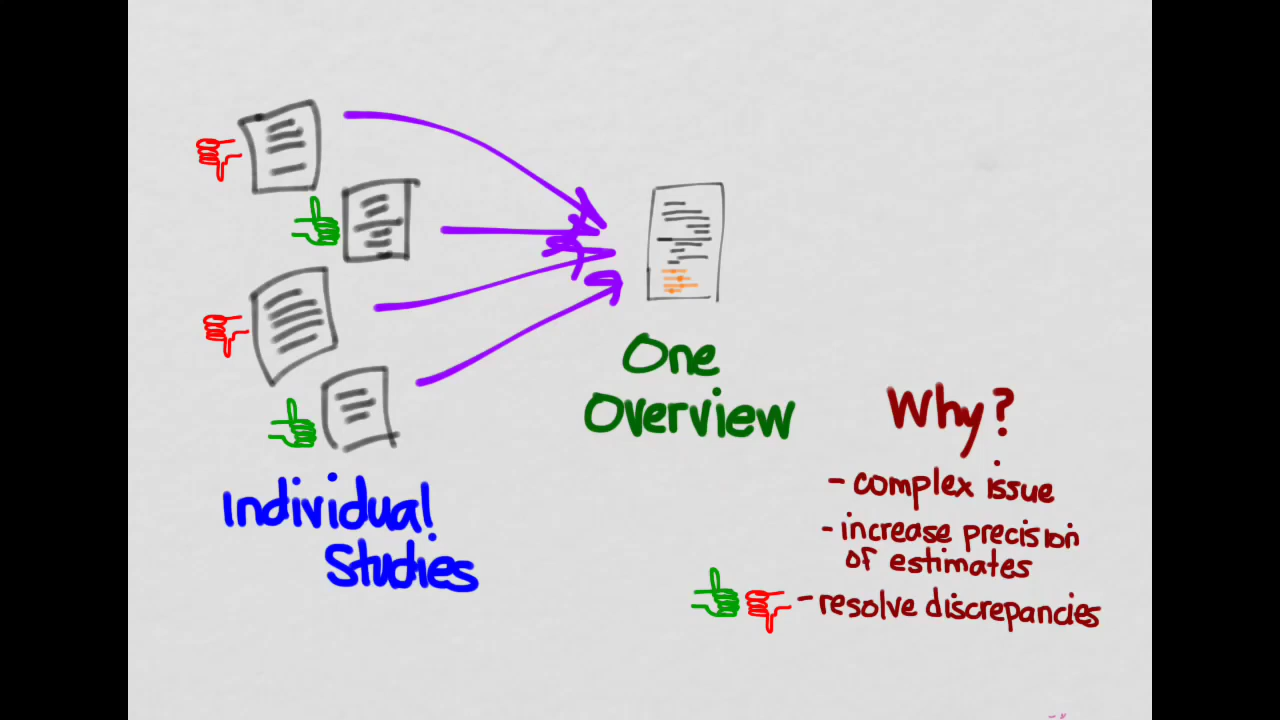 Individual
Studies
One
Overview
Why?
- complex issue
- increase precision
of estimates
- resolve discrepancies